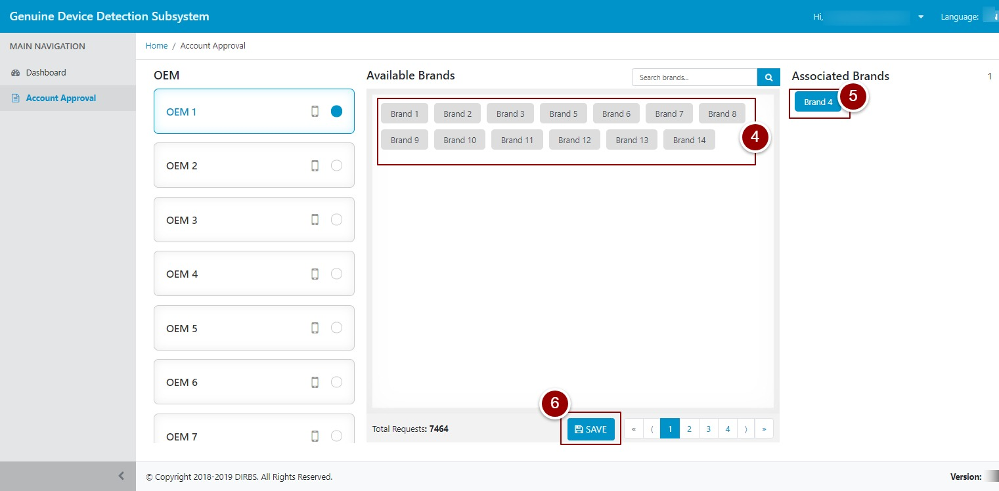 Genuine Device Detection Subsystem
Hi,
Language:
MAIN NAVIGATION
Dashboard
Account Approval
Home / Account Approval
OEM
OEM 1
OEM 2
OEM 3
OEM 4
OEM 5
OEM 6
OEM 7
Available Brands
Search brands...
Brand 1 Brand 2 Brand 3 Brand 5 Brand 6 Brand 7 Brand 8
Brand 9 Brand 10 Brand 11 Brand 12 Brand 13 Brand 14
4
Associated Brands 1
Brand 4
5
6
Total Requests: 7464
SAVE
« ⟨ 1 2 3 4 ⟩ »
© Copyright 2018-2019 DIRBS. All Rights Reserved.
Version: